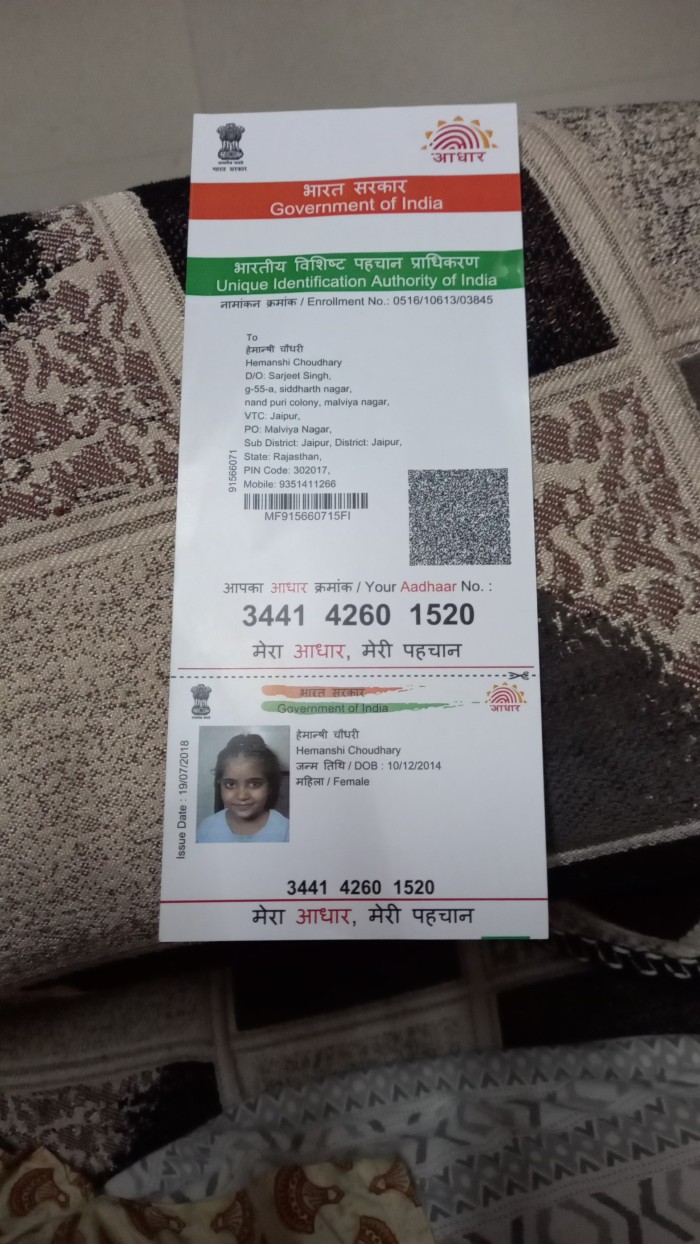 भारत सरकार
आधार
भारत सरकार
Government of India
भारतीय विशिष्ट पहचान प्राधिकरण
Unique Identification Authority of India
नामांकन क्रमांक / Enrollment No.: 0516/10613/03845
To
हेमान्षी चौधरी
Hemanshi Choudhary
D/O: Sarjeet Singh,
g-55-a, siddharth nagar,
nand puri colony, malviya nagar,
VTC: Jaipur,
PO: Malviya Nagar,
Sub District: Jaipur, District: Jaipur,
State: Rajasthan,
PIN Code: 302017,
Mobile: 9351411266
91566071
MF915660715FI
आपका आधार क्रमांक / Your Aadhaar No. :
3441 4260 1520
मेरा आधार, मेरी पहचान
भारत सरकार
Government of India
आधार
हेमान्षी चौधरी
Hemanshi Choudhary
जन्म तिथि / DOB : 10/12/2014
महिला / Female
Issue Date : 19/07/2018
3441 4260 1520
मेरा आधार, मेरी पहचान